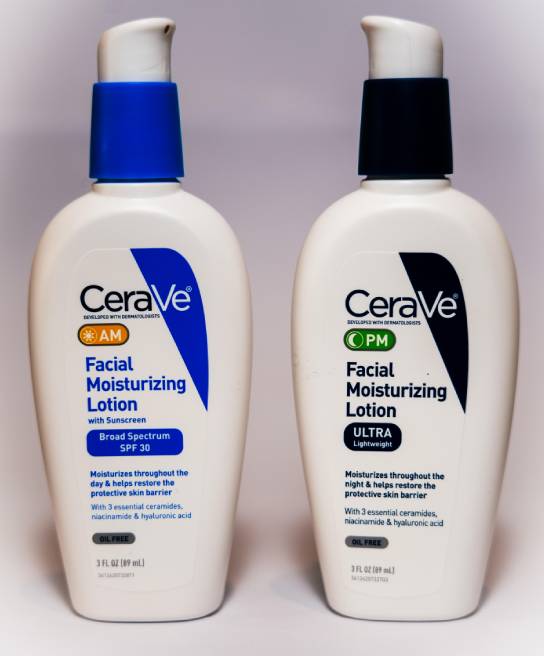 CeraVe®
DEVELOPED WITH DERMATOLOGISTS
AM
Facial
Moisturizing
Lotion
with Sunscreen
Broad Spectrum
SPF 30
Moisturizes throughout the
day & helps restore the
protective skin barrier
With 3 essential ceramides,
niacinamide & hyaluronic acid
OIL FREE
3 FL OZ (89 mL)
CeraVe®
DEVELOPED WITH DERMATOLOGISTS
PM
Facial
Moisturizing
Lotion
ULTRA
Lightweight
Moisturizes throughout the
night & helps restore the
protective skin barrier
With 3 essential ceramides,
niacinamide & hyaluronic acid
OIL FREE
3 FL OZ (89 mL)